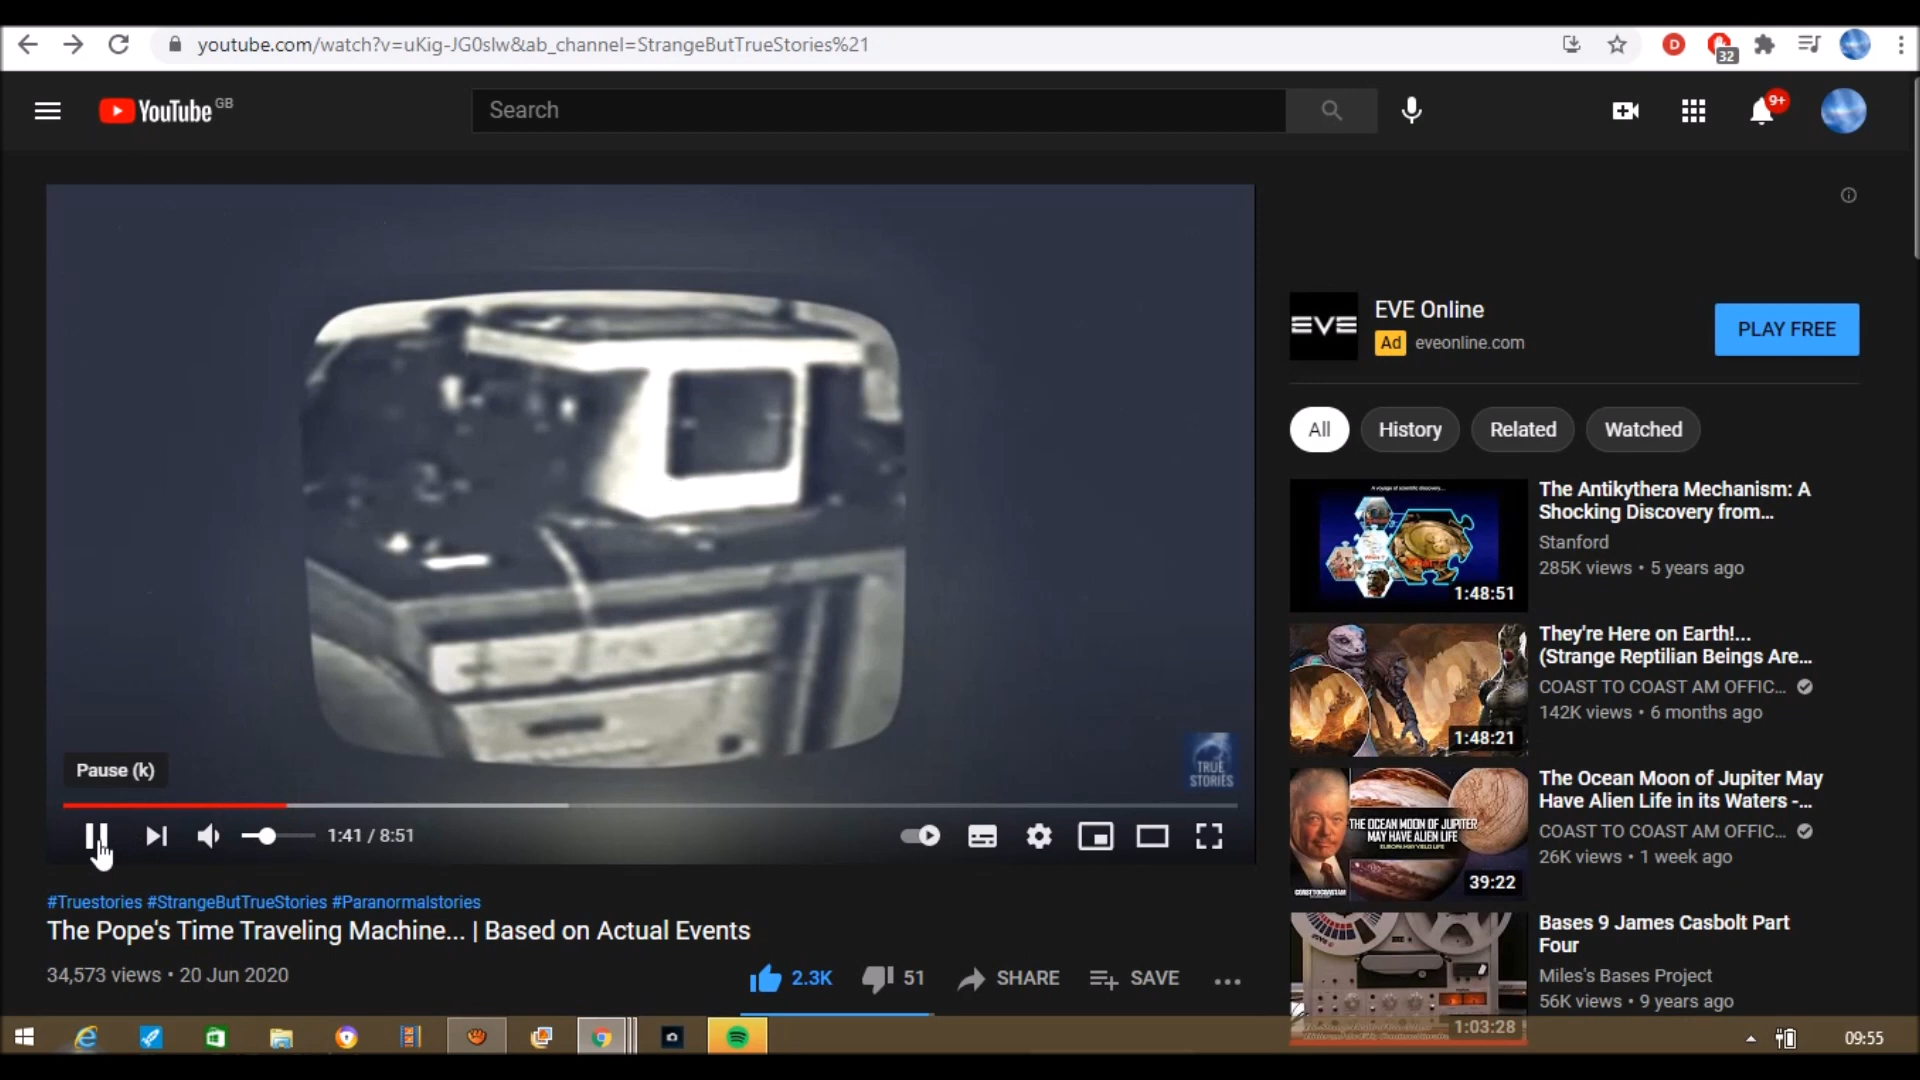 youtube.com/watch?v=uKig-JG0slw&ab_channel=StrangeButTrueStories%21
D
32
YouTube GB
Search
9+
EVE
EVE Online
Ad eveonline.com
PLAY FREE
All
History
Related
Watched
A voyage of scientific discovery...
1:48:51
The Antikythera Mechanism: A
Shocking Discovery from...
Stanford
285K views • 5 years ago
1:48:21
They're Here on Earth!...
(Strange Reptilian Beings Are...
COAST TO COAST AM OFFIC...
142K views • 6 months ago
THE OCEAN MOON OF JUPITER
MAY HAVE ALIEN LIFE
39:22
The Ocean Moon of Jupiter May
Have Alien Life in its Waters -...
COAST TO COAST AM OFFIC...
26K views • 1 week ago
1:03:28
Bases 9 James Casbolt Part
Four
Miles's Bases Project
56K views • 9 years ago
TRUE
STORIES
Pause (k)
1:41 / 8:51
#Truestories #StrangeButTrueStories #Paranormalstories
The Pope's Time Traveling Machine... | Based on Actual Events
34,573 views • 20 Jun 2020
2.3K
51
SHARE
SAVE
09:55